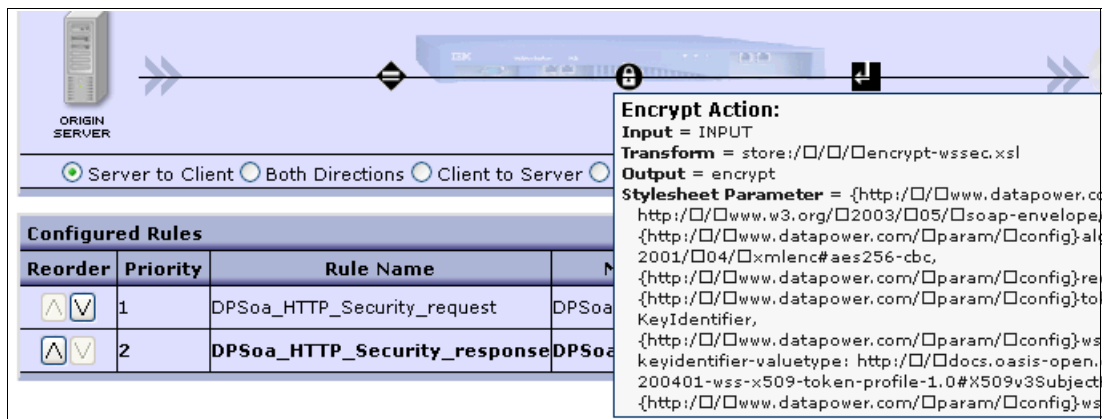 ORIGIN
SERVER
Server to Client Both Directions Client to Server
Encrypt Action:
Input = INPUT
Transform = store:/□/□/□encrypt-wssec.xsl
Output = encrypt
Stylesheet Parameter = {http:/□/□www.datapower.co
http:/□/□www.w3.org/□2003/□05/□soap-envelope/
{http:/□/□www.datapower.com/□param/□config}alg
2001/□04/□xmlenc#aes256-cbc,
{http:/□/□www.datapower.com/□param/□config}re
{http:/□/□www.datapower.com/□param/□config}tok
KeyIdentifier,
{http:/□/□www.datapower.com/□param/□config}ws
keyidentifier-valuetype: http:/□/□docs.oasis-open.
200401-wss-x509-token-profile-1.0#X509v3Subject
{http:/□/□www.datapower.com/□param/□config}ws
Configured Rules
Reorder Priority Rule Name
1 DPSoa_HTTP_Security_request DPSoa
2 DPSoa_HTTP_Security_response DPSoa